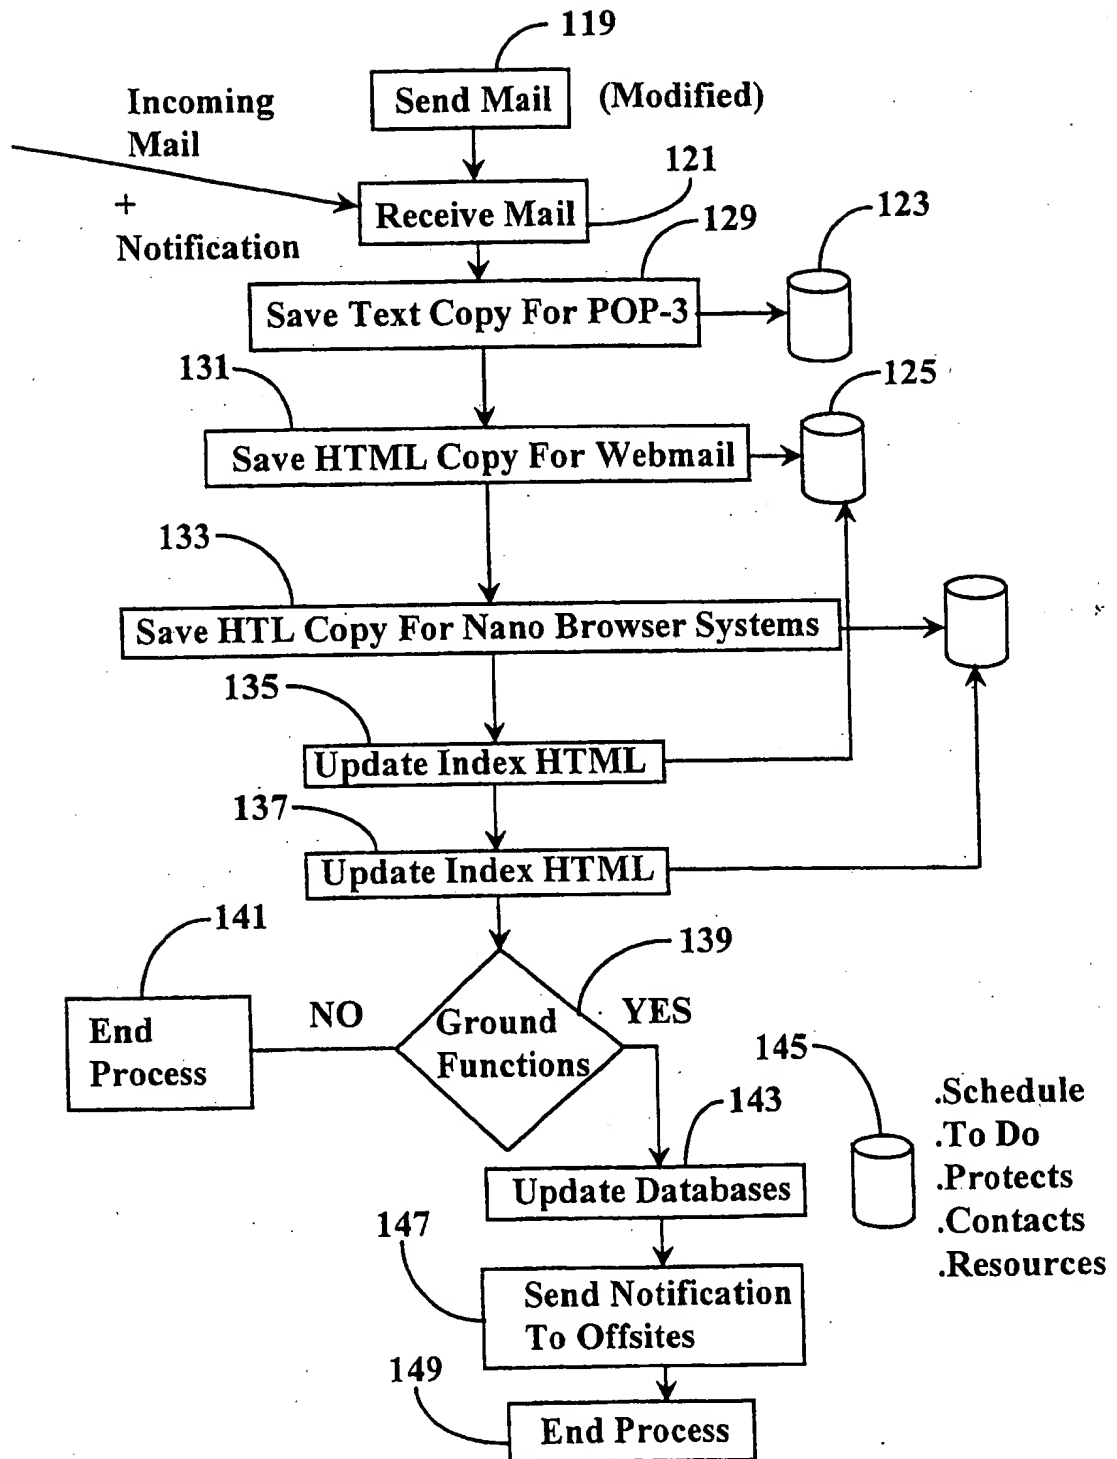 119
Send Mail
(Modified)
Incoming
Mail
+
Notification
121
Receive Mail
129
123
Save Text Copy For POP-3
131
125
Save HTML Copy For Webmail
133
Save HTL Copy For Nano Browser Systems
135
Update Index HTML
137
Update Index HTML
141
139
End
Process
NO
Ground
Functions
YES
145
.Schedule
.To Do
.Protects
.Contacts
.Resources
143
Update Databases
147
Send Notification
To Offsites
149
End Process